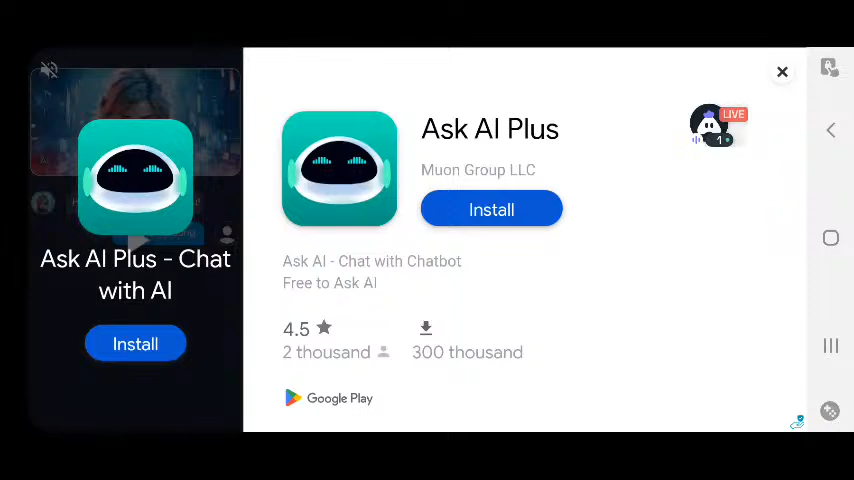 Ask AI Plus - Chat
with AI
Install
Ask AI Plus
Muon Group LLC
Install
LIVE
1
Ask AI - Chat with Chatbot
Free to Ask AI
4.5
2 thousand
300 thousand
Google Play